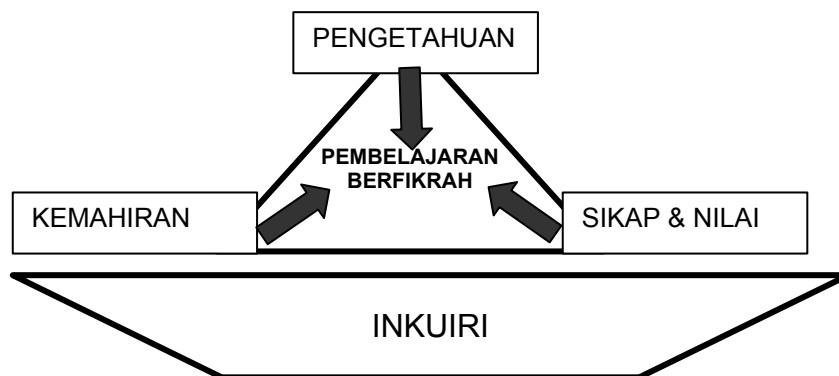 PENGETAHUAN
PEMBELAJARAN
BERFIKRAH
KEMAHIRAN
SIKAP & NILAI
INKUIRI